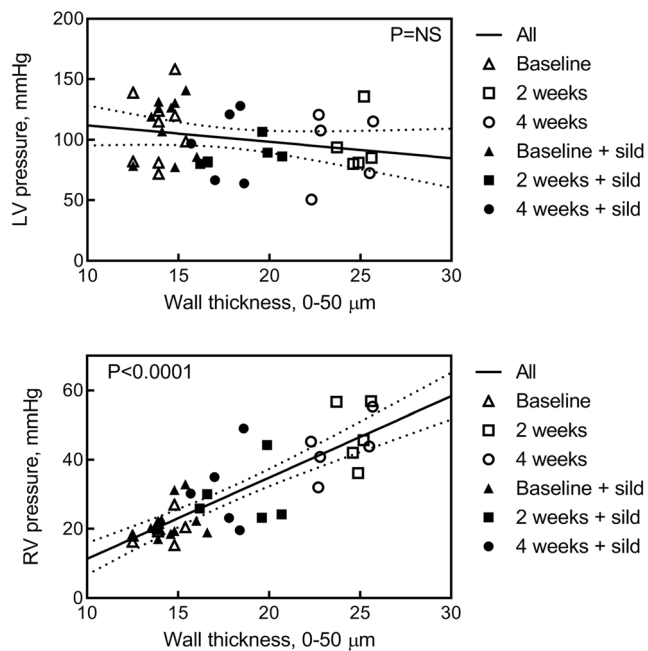 200
P=NS
150
100
50
0
LV pressure, mmHg
10 15 20 25 30
Wall thickness, 0-50 μm
All
Baseline
2 weeks
4 weeks
Baseline + sild
2 weeks + sild
4 weeks + sild
P<0.0001
60
40
20
0
RV pressure, mmHg
10 15 20 25 30
Wall thickness, 0-50 μm
All
Baseline
2 weeks
4 weeks
Baseline + sild
2 weeks + sild
4 weeks + sild